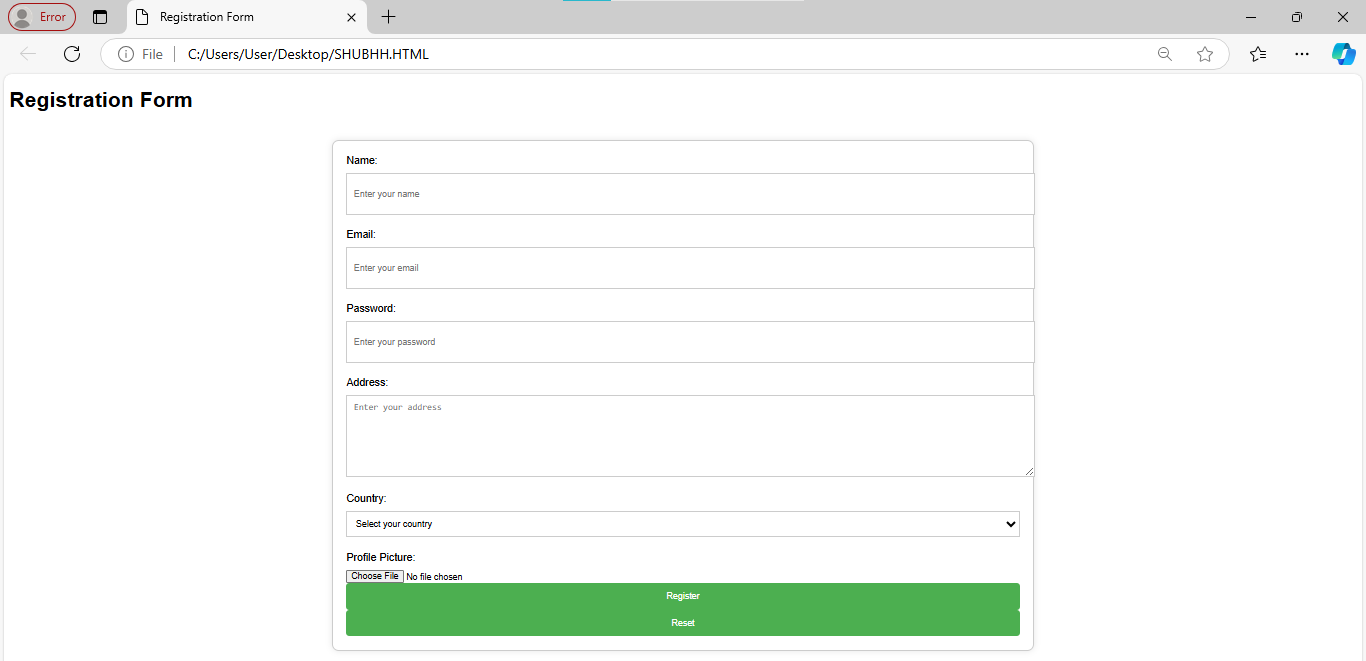 Error
Registration Form
File
C:/Users/User/Desktop/SHUBHH.HTML
Registration Form
Name:
Enter your name
Email:
Enter your email
Password:
Enter your password
Address:
Enter your address
Country:
Select your country
Profile Picture:
Choose File No file chosen
Register
Reset